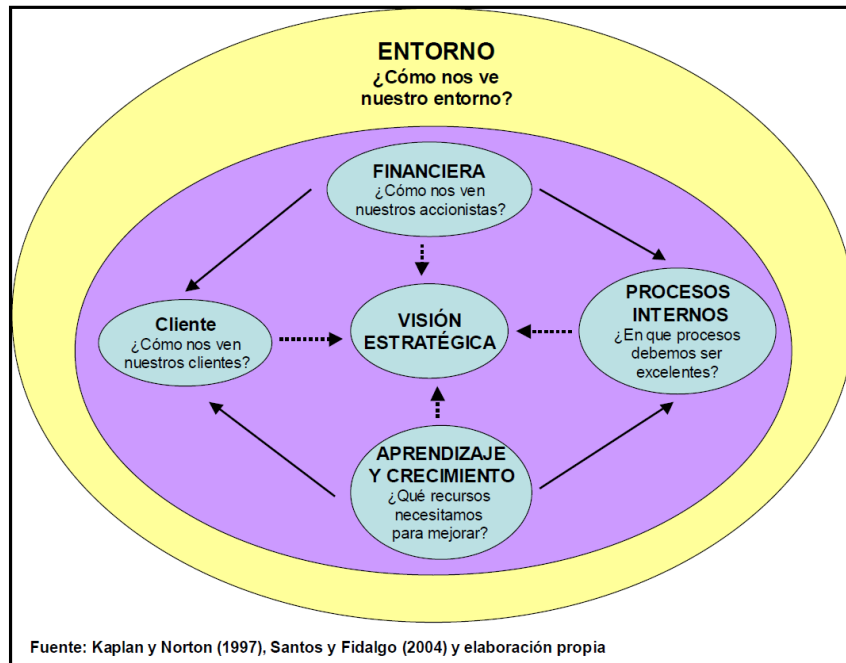 ENTORNO
¿Cómo nos ve
nuestro entorno?
FINANCIERA
¿Cómo nos ven
nuestros accionistas?
Cliente
¿Cómo nos ven
nuestros clientes?
VISIÓN
ESTRATÉGICA
PROCESOS
INTERNOS
¿En que procesos
debemos ser
excelentes?
APRENDIZAJE
Y CRECIMIENTO
¿Qué recursos
necesitamos
para mejorar?
Fuente: Kaplan y Norton (1997), Santos y Fidalgo (2004) y elaboración propia